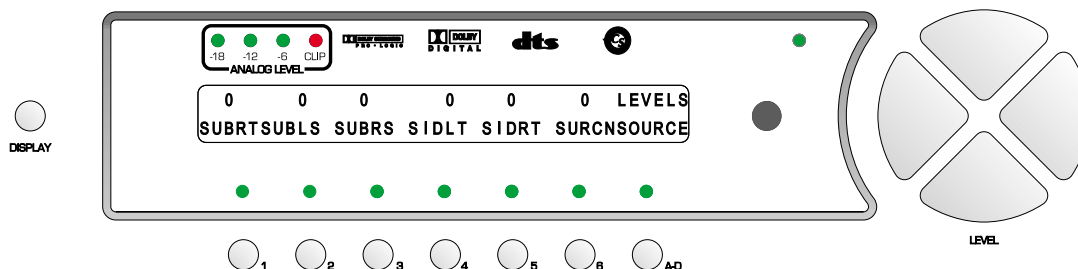 -18 -12 -6 CLIP
ANALOG LEVEL
DOLBY SURROUND
PRO • LOGIC
DOLBY
DIGITAL
dts
0 0 0 0 0 0 LEVELS
SUBRT SUBLS SUBRS SIDLT SIDRT SURCN SOURCE
DISPLAY
LEVEL
1 2 3 4 5 6 A-D